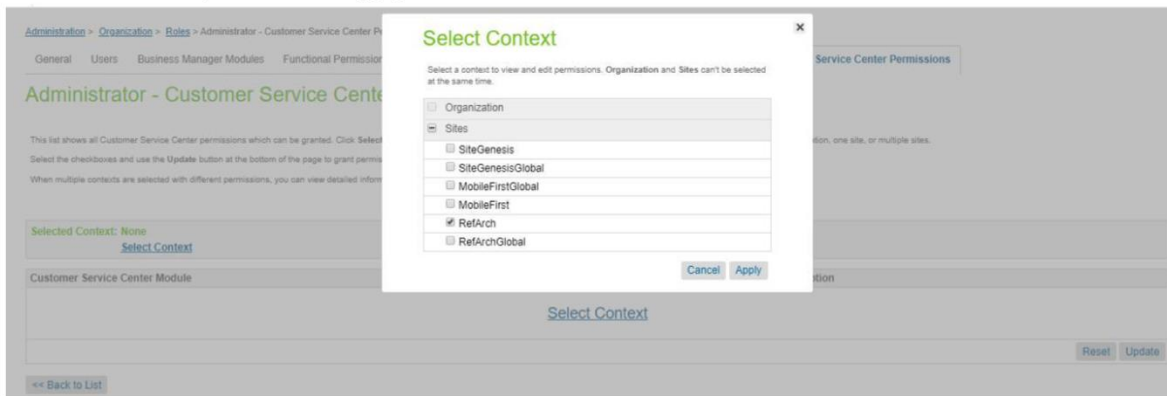 Administration > Organization > Roles > Administrator - Customer Service Center P
General Users Business Manager Modules Functional Permission
Service Center Permissions
Administrator - Customer Service Cente
This list shows all Customer Service Center permissions which can be granted. Click Select
one site, or multiple sites.
Select the checkboxes and use the Update button at the bottom of the page to grant permis
When multiple contexts are selected with different permissions, you can view detailed inform
Selected Context: None
Select Context
Customer Service Center Module
Select Context
Reset Update
<< Back to List
Select Context
×
Select a context to view and edit permissions. Organization and Sites can't be selected
at the same time.
Organization
Sites
SiteGenesis
SiteGenesisGlobal
MobileFirstGlobal
MobileFirst
RefArch
RefArchGlobal
Cancel Apply